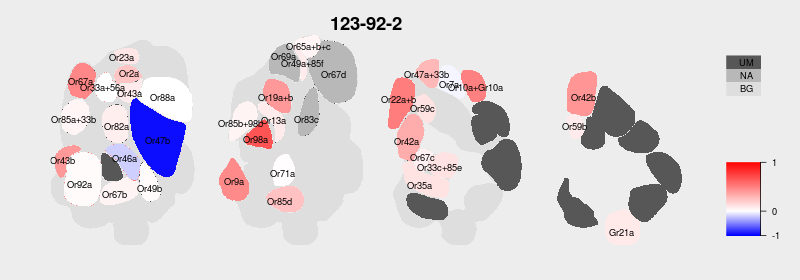 123-92-2
Or23a
Or67a
Or2a
Or33a+56a
Or43a
Or88a
Or85a+33b
Or82a
Or47b
Or43b
Or46a
Or92a
Or67b
Or49b
Or65a+b+c
Or69a
Or49a+85f
Or67d
Or19a+b
Or83c
Or85b+98b
Or13a
Or98a
Or9a
Or71a
Or85d
Or47a+33b
Or7a
Or10a+Gr10a
Or22a+b
Or59c
Or42a
Or67c
Or33c+85e
Or35a
Or42b
Or59b
Gr21a
UM
NA
BG
1
0
-1